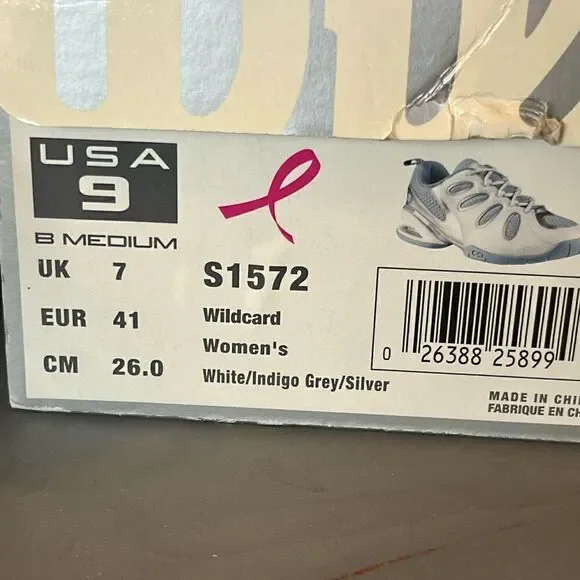 USA
9
B MEDIUM
UK 7
EUR 41
CM 26.0
S1572
Wildcard
Women's
White/Indigo Grey/Silver
0 26388 25899
MADE IN CHI
FABRIQUE EN CH